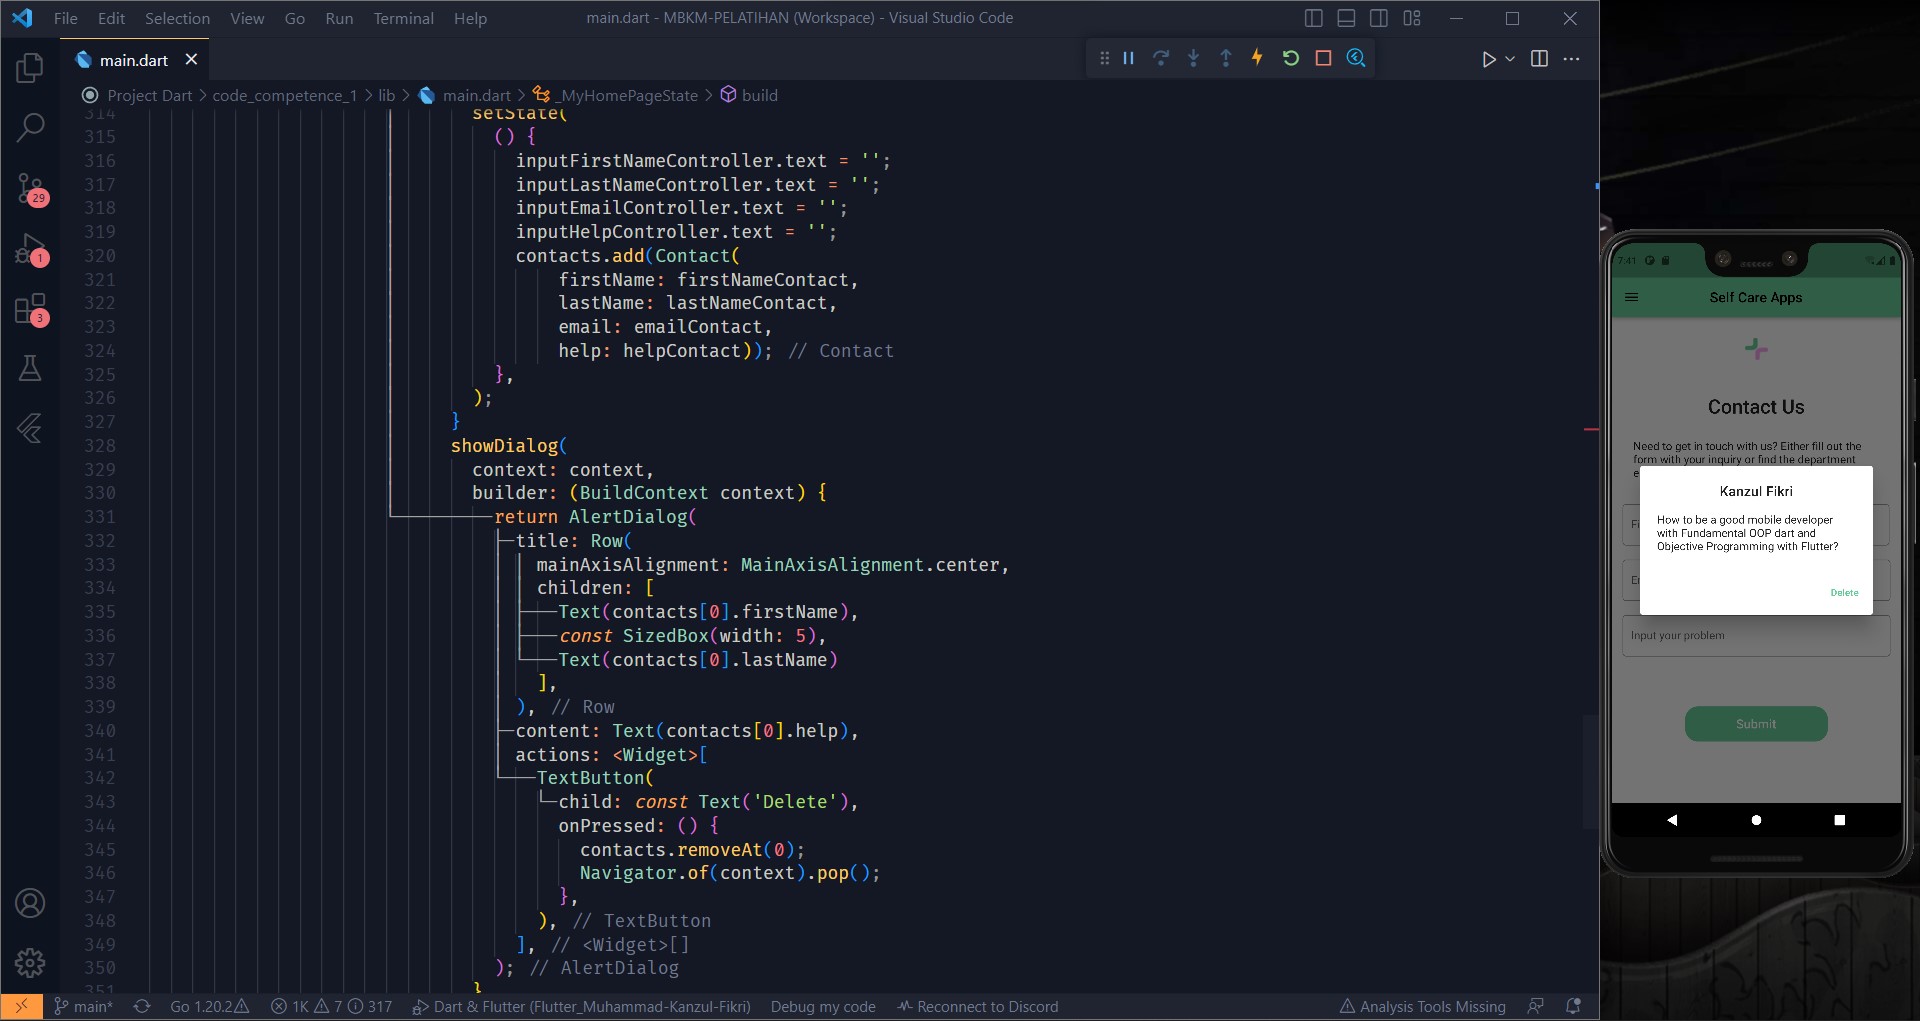 File Edit Selection View Go Run Terminal Help
main.dart - MBKM-PELATIHAN (Workspace) - Visual Studio Code
main.dart
Project Dart > code_competence_1 > lib > main.dart > _MyHomePageState > build
314 setState(
315 () {
316 inputFirstNameController.text = '';
317 inputLastNameController.text = '';
318 inputEmailController.text = '';
319 inputHelpController.text = '';
320 contacts.add(Contact(
321 firstName: firstNameContact,
322 lastName: lastNameContact,
323 email: emailContact,
324 help: helpContact)); // Contact
325 },
326 );
327 }
328 showDialog(
329 context: context,
330 builder: (BuildContext context) {
331 return AlertDialog(
332 title: Row(
333 mainAxisAlignment: MainAxisAlignment.center,
334 children: [
335 Text(contacts[0].firstName),
336 const SizedBox(width: 5),
337 Text(contacts[0].lastName)
338 ],
339 ), // Row
340 content: Text(contacts[0].help),
341 actions: <Widget>[
342 TextButton(
343 child: const Text('Delete'),
344 onPressed: () {
345 contacts.removeAt(0);
346 Navigator.of(context).pop();
347 },
348 ), // TextButton
349 ], // <Widget>[]
350 ); // AlertDialog
351 }
29
1
3
main* Go 1.20.2 1K 7 317 Dart & Flutter (Flutter_Muhammad-Kanzul-Fikri) Debug my code Reconnect to Discord Analysis Tools Missing
7:41
Self Care Apps
Contact Us
Need to get in touch with us? Either fill out the
form with your inquiry or find the department
Kanzul Fikri
How to be a good mobile developer
with Fundamental OOP dart and
Objective Programming with Flutter?
Delete
Input your problem
Submit